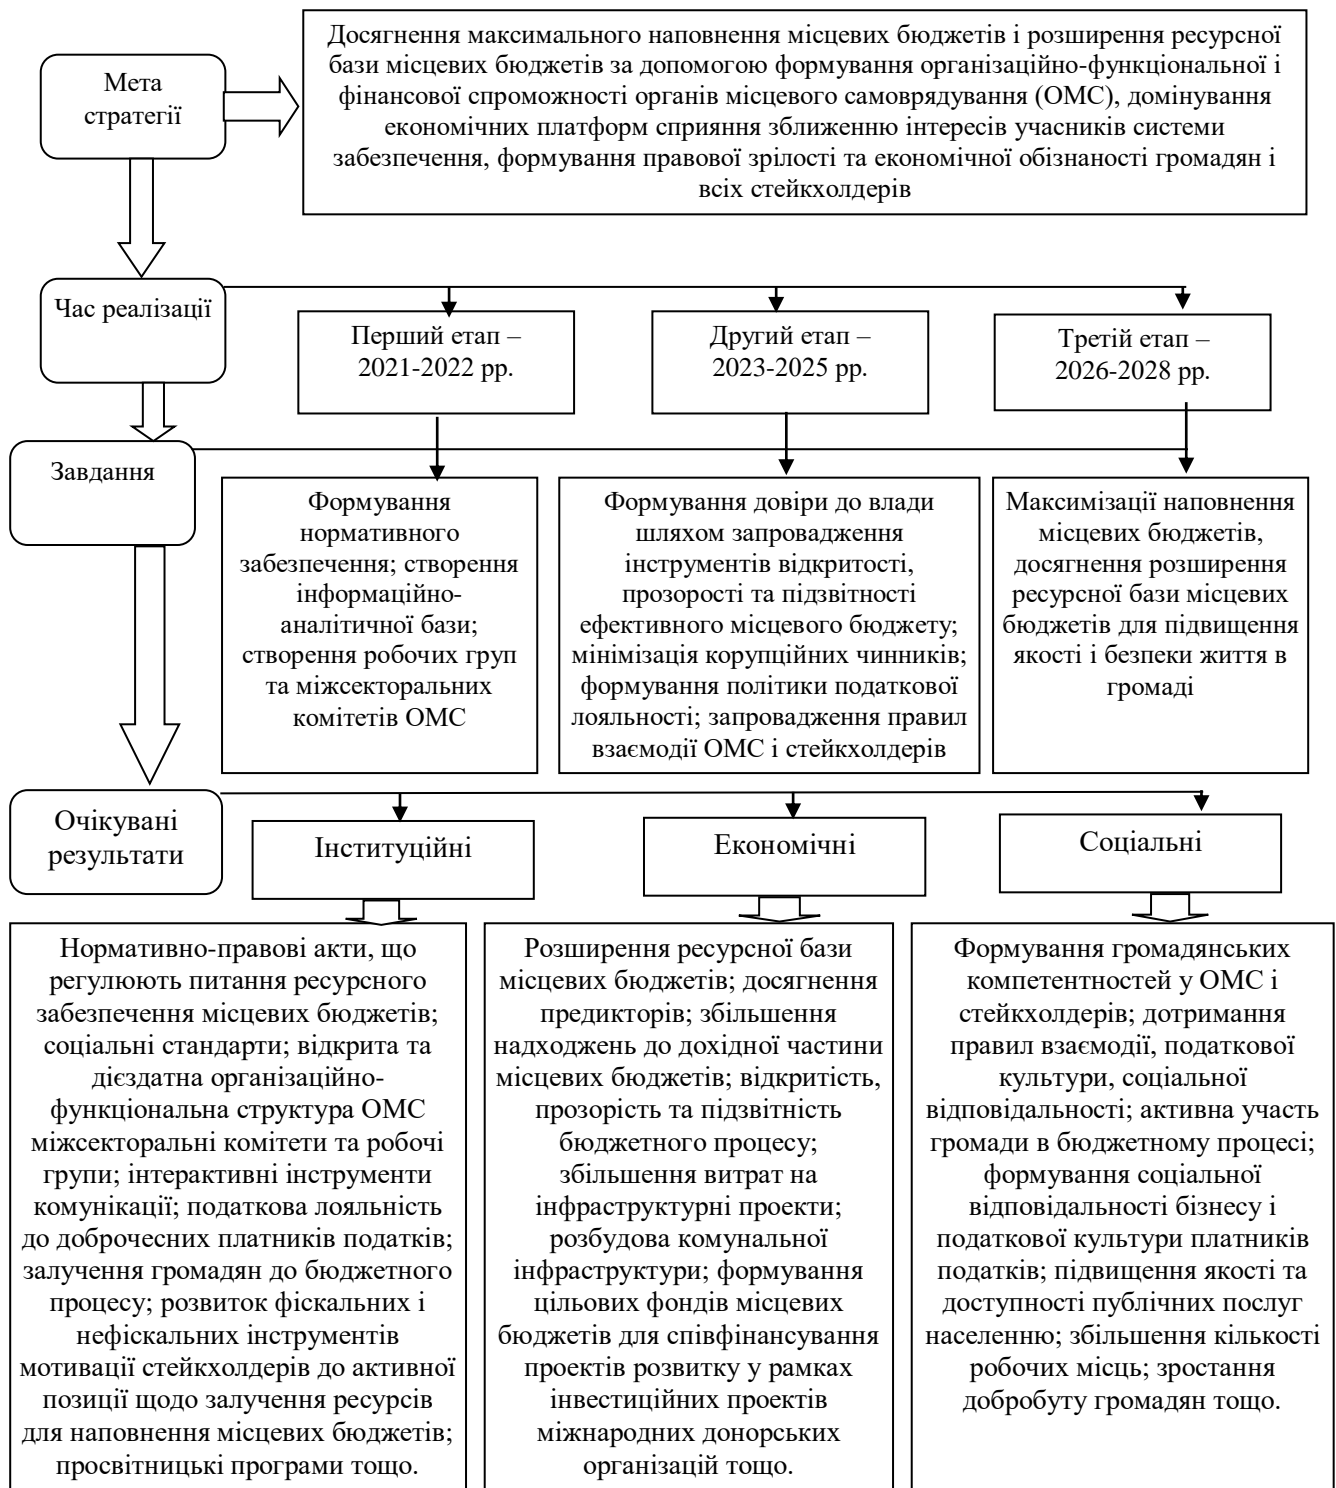 Мета
стратегії
Досягнення максимального наповнення місцевих бюджетів і розширення ресурсної
бази місцевих бюджетів за допомогою формування організаційно-функціональної і
фінансової спроможності органів місцевого самоврядування (ОМС), домінування
економічних платформ сприяння зближенню інтересів учасників системи
забезпечення, формування правової зрілості та економічної обізнаності громадян і
всіх стейкхолдерів
Час реалізації
Перший етап –
2021-2022 рр.
Другий етап –
2023-2025 рр.
Третій етап –
2026-2028 рр.
Завдання
Формування
нормативного
забезпечення; створення
інформаційно-
аналітичної бази;
створення робочих груп
та міжсекторальних
комітетів ОМС
Формування довіри до влади
шляхом запровадження
інструментів відкритості,
прозорості та підзвітності
ефективного місцевого бюджету;
мінімізація корупційних чинників;
формування політики податкової
лояльності; запровадження правил
взаємодії ОМС і стейкхолдерів
Максимізації наповнення
місцевих бюджетів,
досягнення розширення
ресурсної бази місцевих
бюджетів для підвищення
якості і безпеки життя в
громаді
Очікувані
результати
Інституційні
Економічні
Соціальні
Нормативно-правові акти, що
регулюють питання ресурсного
забезпечення місцевих бюджетів;
соціальні стандарти; відкрита та
дієздатна організаційно-
функціональна структура ОМС
міжсекторальні комітети та робочі
групи; інтерактивні інструменти
комунікації; податкова лояльність
до доброчесних платників податків;
залучення громадян до бюджетного
процесу; розвиток фіскальних і
нефіскальних інструментів
мотивації стейкхолдерів до активної
позиції щодо залучення ресурсів
для наповнення місцевих бюджетів;
просвітницькі програми тощо.
Розширення ресурсної бази
місцевих бюджетів; досягнення
предикторів; збільшення
надходжень до дохідної частини
місцевих бюджетів; відкритість,
прозорість та підзвітність
бюджетного процесу;
збільшення витрат на
інфраструктурні проекти;
розбудова комунальної
інфраструктури; формування
цільових фондів місцевих
бюджетів для співфінансування
проектів розвитку у рамках
інвестиційних проектів
міжнародних донорських
організацій тощо.
Формування громадянських
компетентностей у ОМС і
стейкхолдерів; дотримання
правил взаємодії, податкової
культури, соціальної
відповідальності; активна участь
громади в бюджетному процесі;
формування соціальної
відповідальності бізнесу і
податкової культури платників
податків; підвищення якості та
доступності публічних послуг
населенню; збільшення кількості
робочих місць; зростання
добробуту громадян тощо.